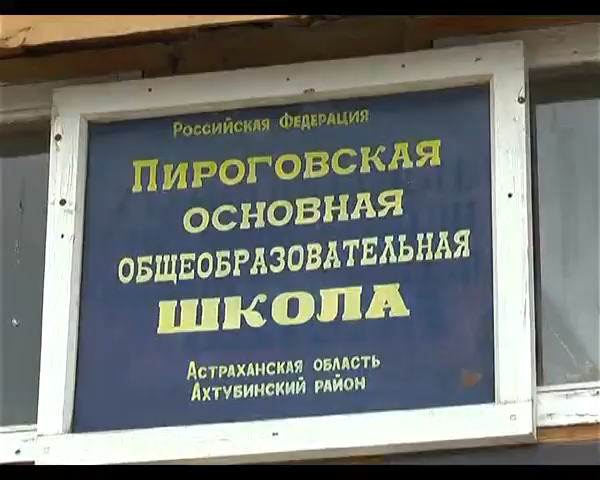 Российская Федерация
Пироговская
основная
общеобразовательная
школа
Астраханская область
Ахтубинский район